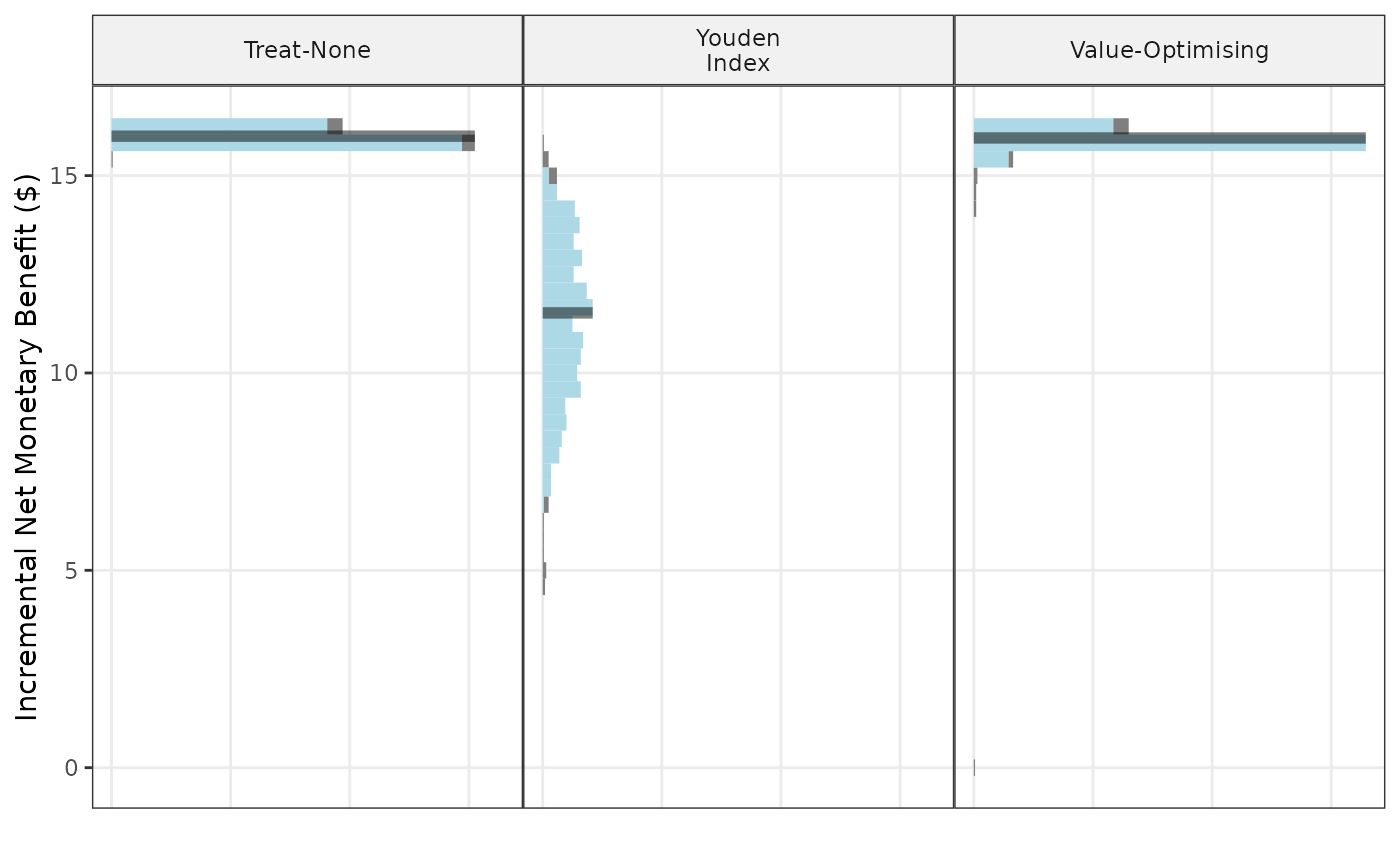 Treat-None
Youden
Index
Value-Optimising
Incremental Net Monetary Benefit ($)
15
10
5
0